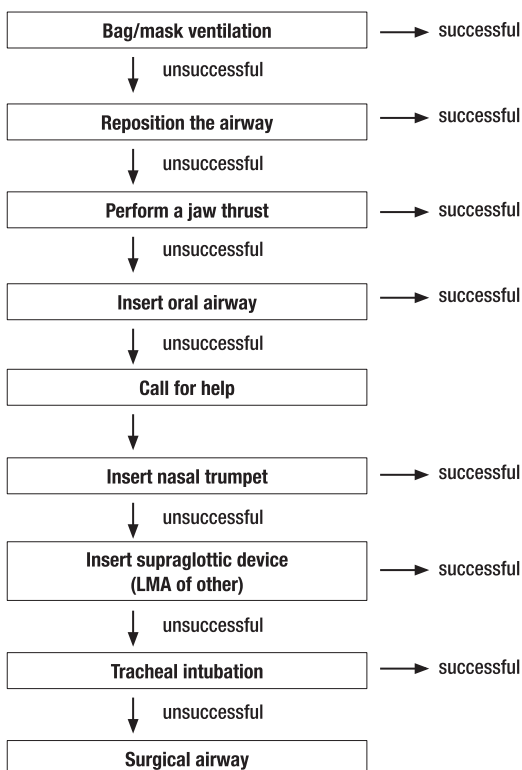 Bag/mask ventilation
successful
unsuccessful
Reposition the airway
successful
unsuccessful
Perform a jaw thrust
successful
unsuccessful
Insert oral airway
successful
unsuccessful
Call for help
Insert nasal trumpet
successful
unsuccessful
Insert supraglottic device
(LMA of other)
successful
unsuccessful
Tracheal intubation
successful
unsuccessful
Surgical airway